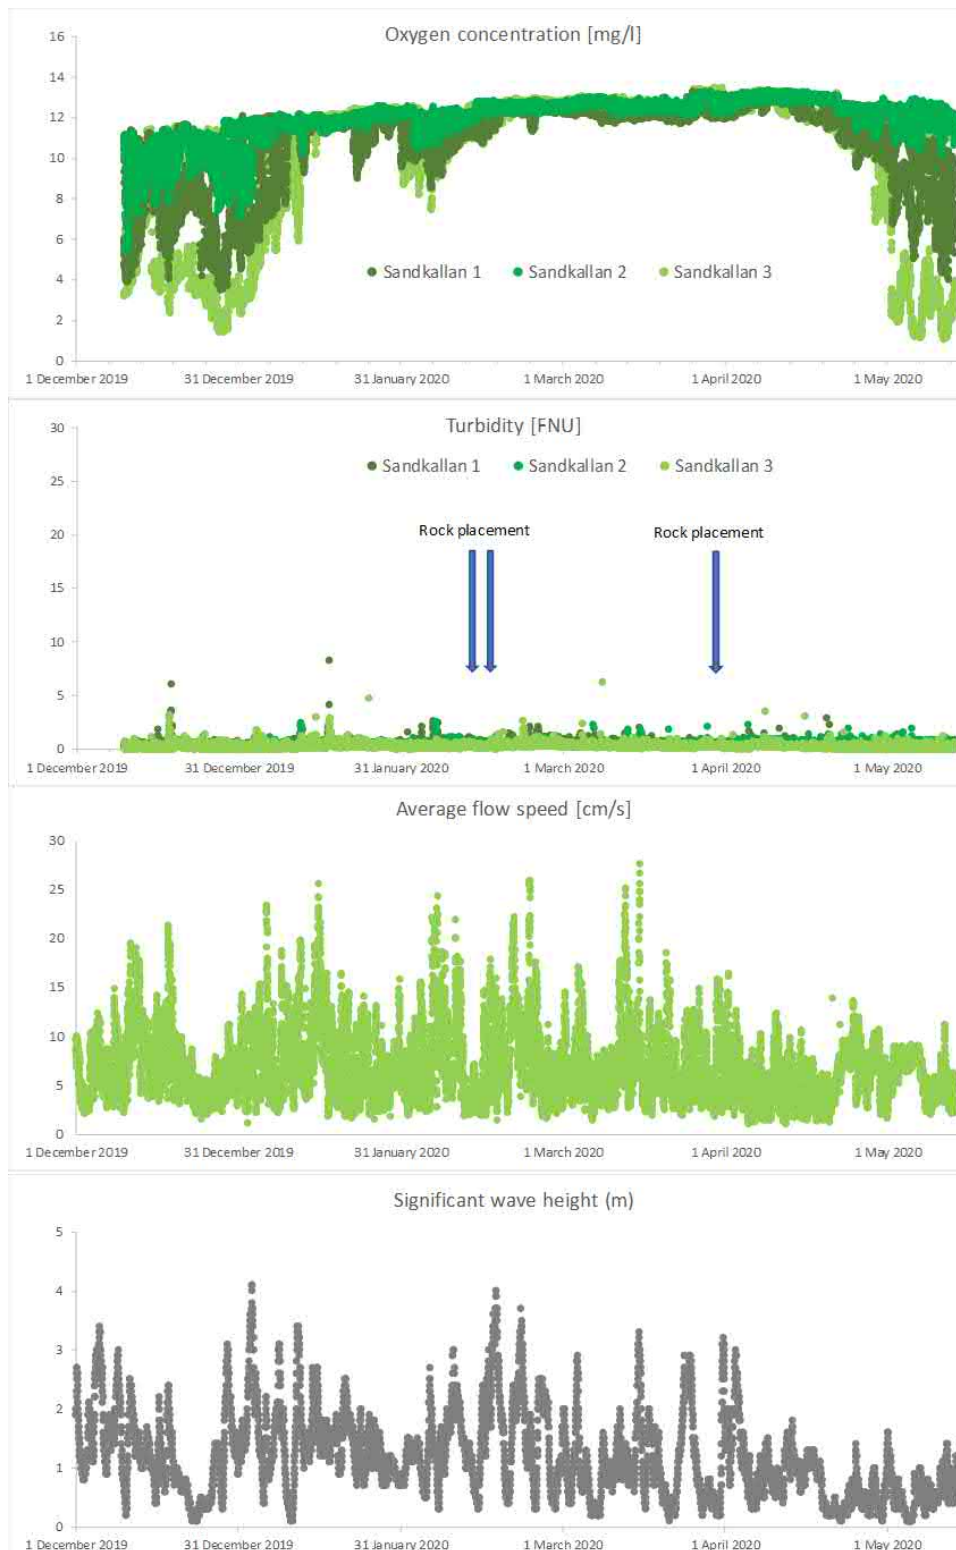 Oxygen concentration [mg/l]
16
14
12
10
8
6
4
2
0
Sandkallan 1 Sandkallan 2 Sandkallan 3
1 December 2019 31 December 2019 31 January 2020 1 March 2020 1 April 2020 1 May 2020
Turbidity [FNU]
30
25
20
15
10
5
0
Sandkallan 1 Sandkallan 2 Sandkallan 3
Rock placement Rock placement
1 December 2019 31 December 2019 31 January 2020 1 March 2020 1 April 2020 1 May 2020
Average flow speed [cm/s]
30
25
20
15
10
5
0
1 December 2019 31 December 2019 31 January 2020 1 March 2020 1 April 2020 1 May 2020
Significant wave height (m)
5
4
3
2
1
0
1 December 2019 31 December 2019 31 January 2020 1 March 2020 1 April 2020 1 May 2020